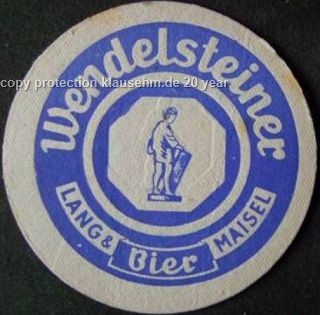 Wendelsteiner
copy protection klausehm.de 20 year
LANG &
Bier
MAISEL